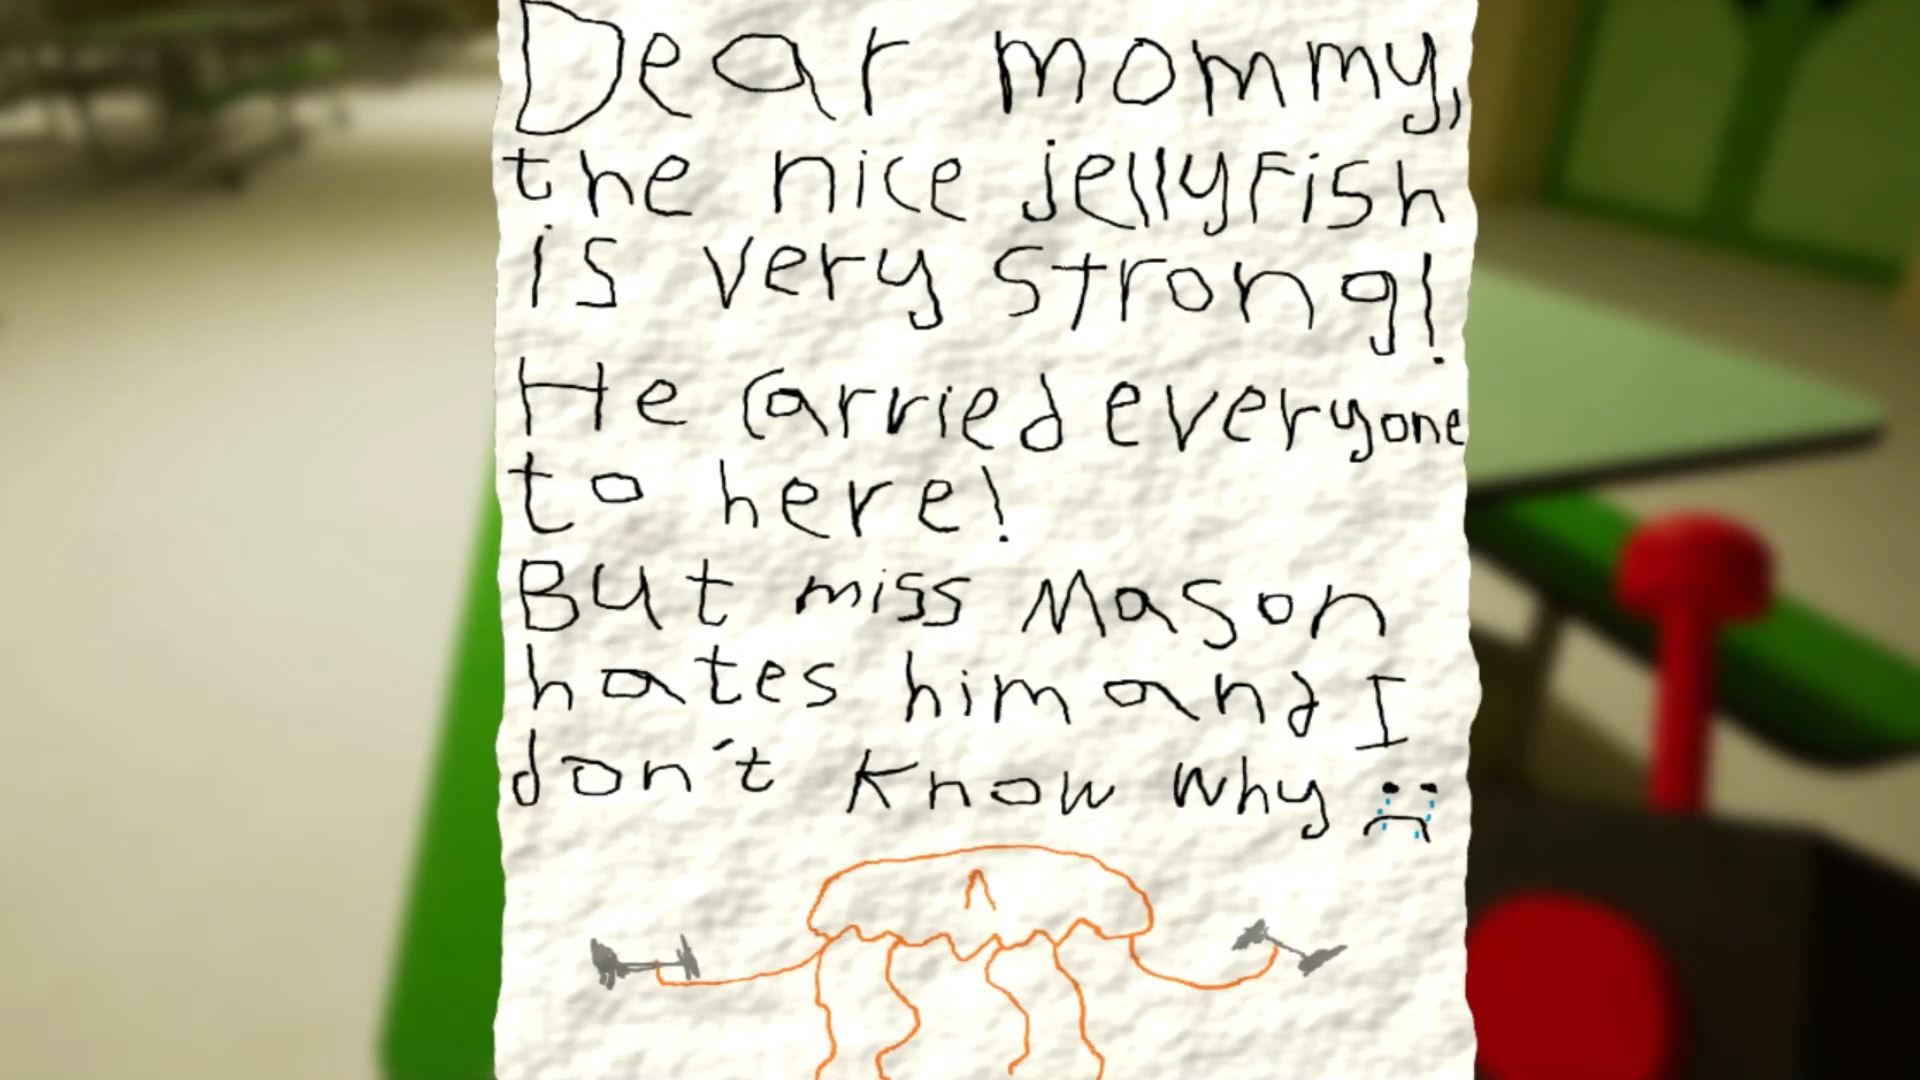 Dear mommy,
the nice jellyfish
is very strong!
He carried everyone
to here!
But miss Mason
hates him and I
don't know why